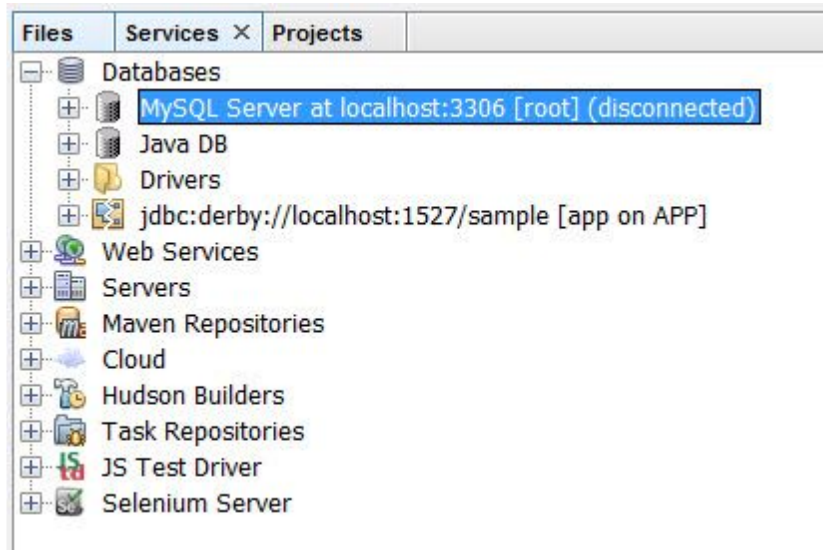 Files Services × Projects
Databases
MySQL Server at localhost:3306 [root] (disconnected)
Java DB
Drivers
jdbc:derby://localhost:1527/sample [app on APP]
Web Services
Servers
Maven Repositories
Cloud
Hudson Builders
Task Repositories
JS Test Driver
Selenium Server